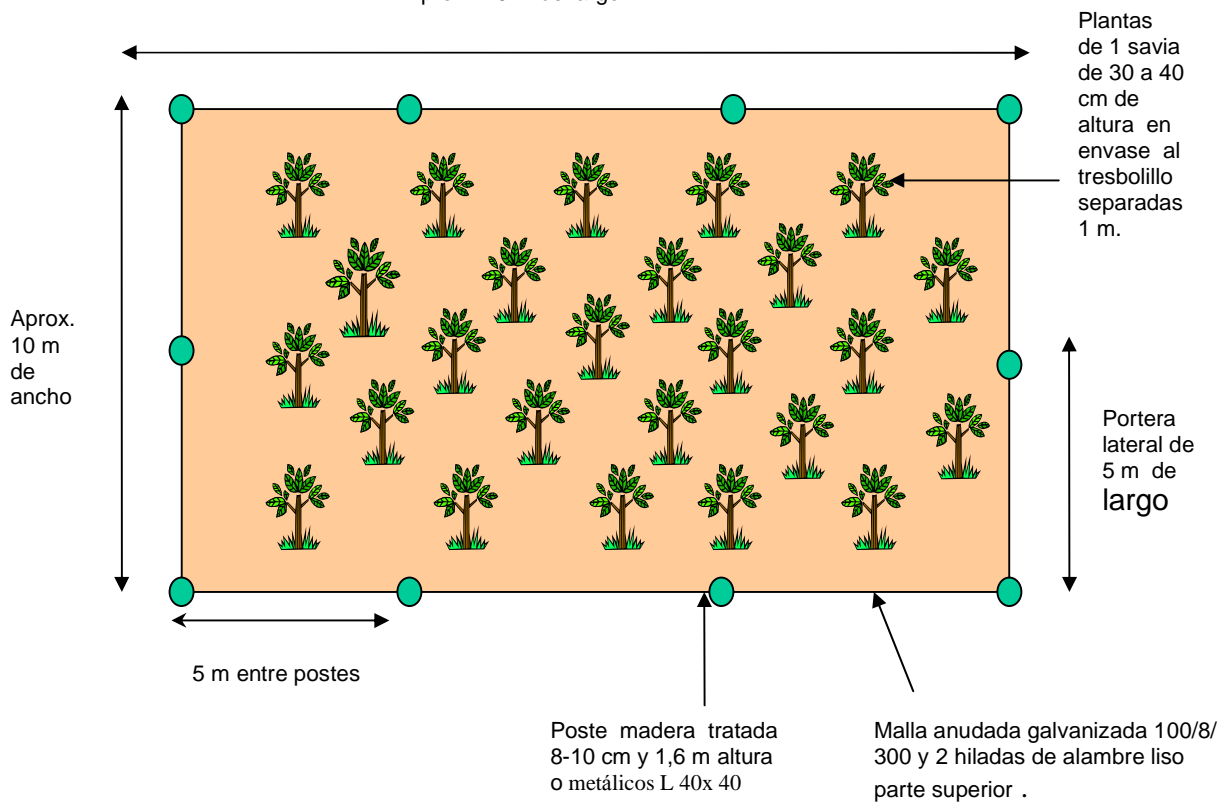 Plantas
de 1 savia
de 30 a 40
cm de
altura en
envase al
tresbolillo
separadas
1 m.
Aprox.
10 m
de
ancho
Portera
lateral de
5 m de
largo
5 m entre postes
Poste madera tratada
8-10 cm y 1,6 m altura
o metálicos L 40x 40
Malla anudada galvanizada 100/8/
300 y 2 hiladas de alambre liso
parte superior .